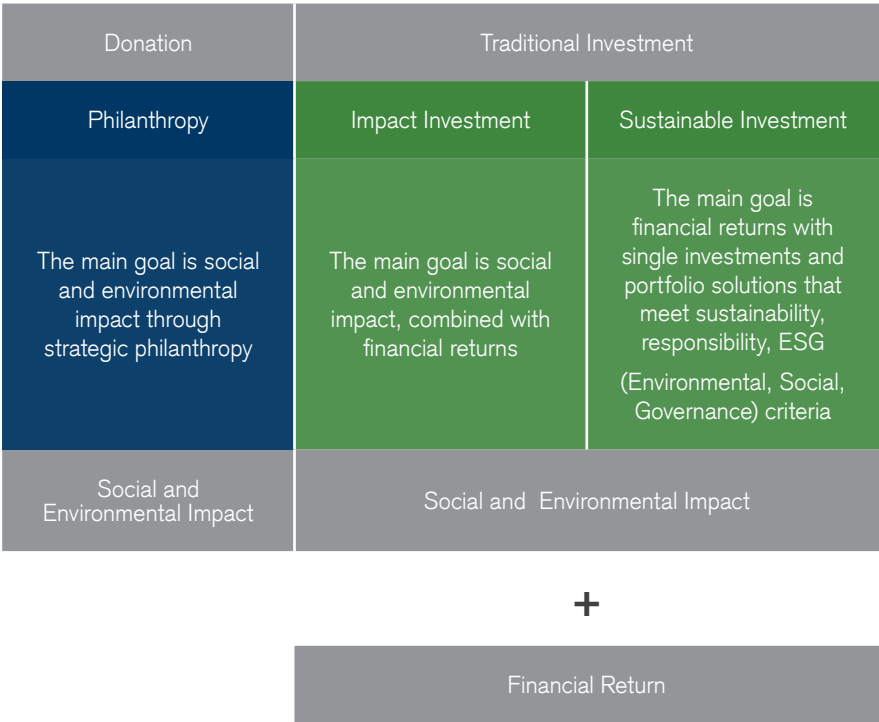 Donation
Traditional Investment
Philanthropy
Impact Investment
Sustainable Investment
The main goal is social
and environmental
impact through
strategic philanthropy
The main goal is social
and environmental
impact, combined with
financial returns
The main goal is
financial returns with
single investments and
portfolio solutions that
meet sustainability,
responsibility, ESG
(Environmental, Social,
Governance) criteria
Social and
Environmental Impact
Social and Environmental Impact
+
Financial Return